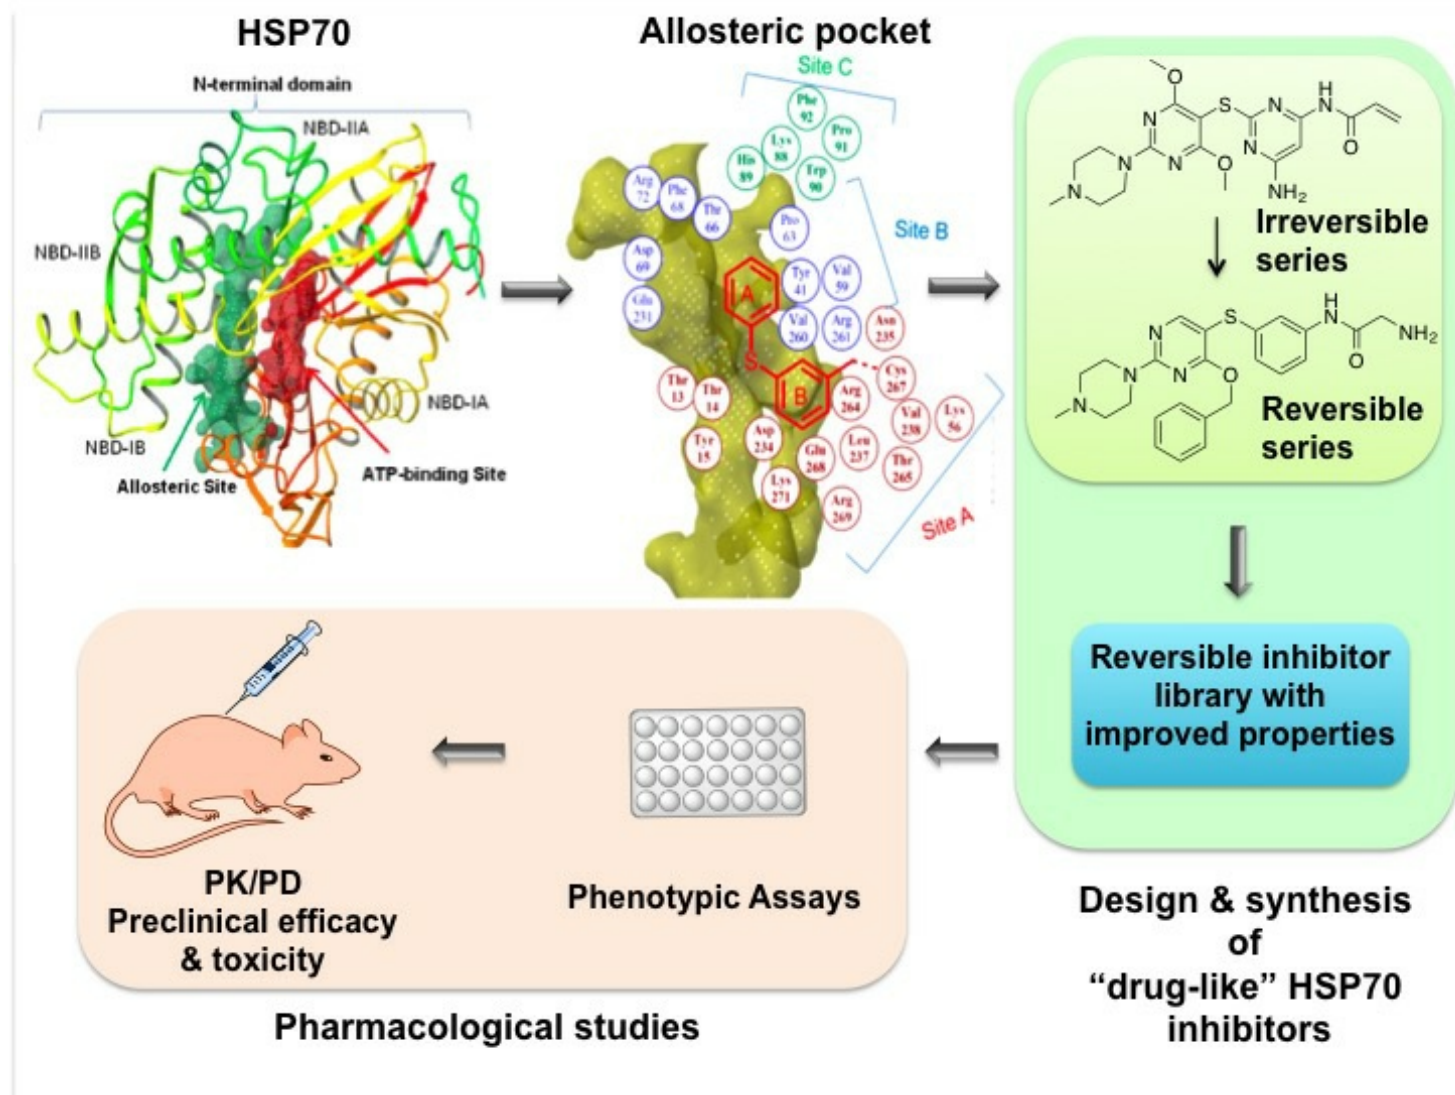 HSP70
N-terminal domain
NBD-IIA
NBD-IIB
NBD-IA
NBD-IB
Allosteric Site
ATP-binding Site
Allosteric pocket
Site C
Phe
92
Lys
88
Pro
91
His
89
Trp
90
Site B
Arg
72
Phe
68
Thr
66
Pro
63
Asp
69
Tyr
41
Val
59
Glu
231
Val
260
Arg
261
Asn
235
A
S
B
Thr
13
Thr
14
Arg
264
Cys
267
Tyr
15
Asp
234
Glu
268
Leu
237
Val
238
Lys
56
Thr
265
Lys
271
Arg
269
Site A
O
N
S
N
H
N
N
N
N
O
N
O
NH2
N
Irreversible
series
S
H
N
NH2
N
O
N
N
O
N
Reversible
series
Reversible inhibitor
library with
improved properties
Design & synthesis
of
“drug-like” HSP70
inhibitors
Phenotypic Assays
PK/PD
Preclinical efficacy
& toxicity
Pharmacological studies